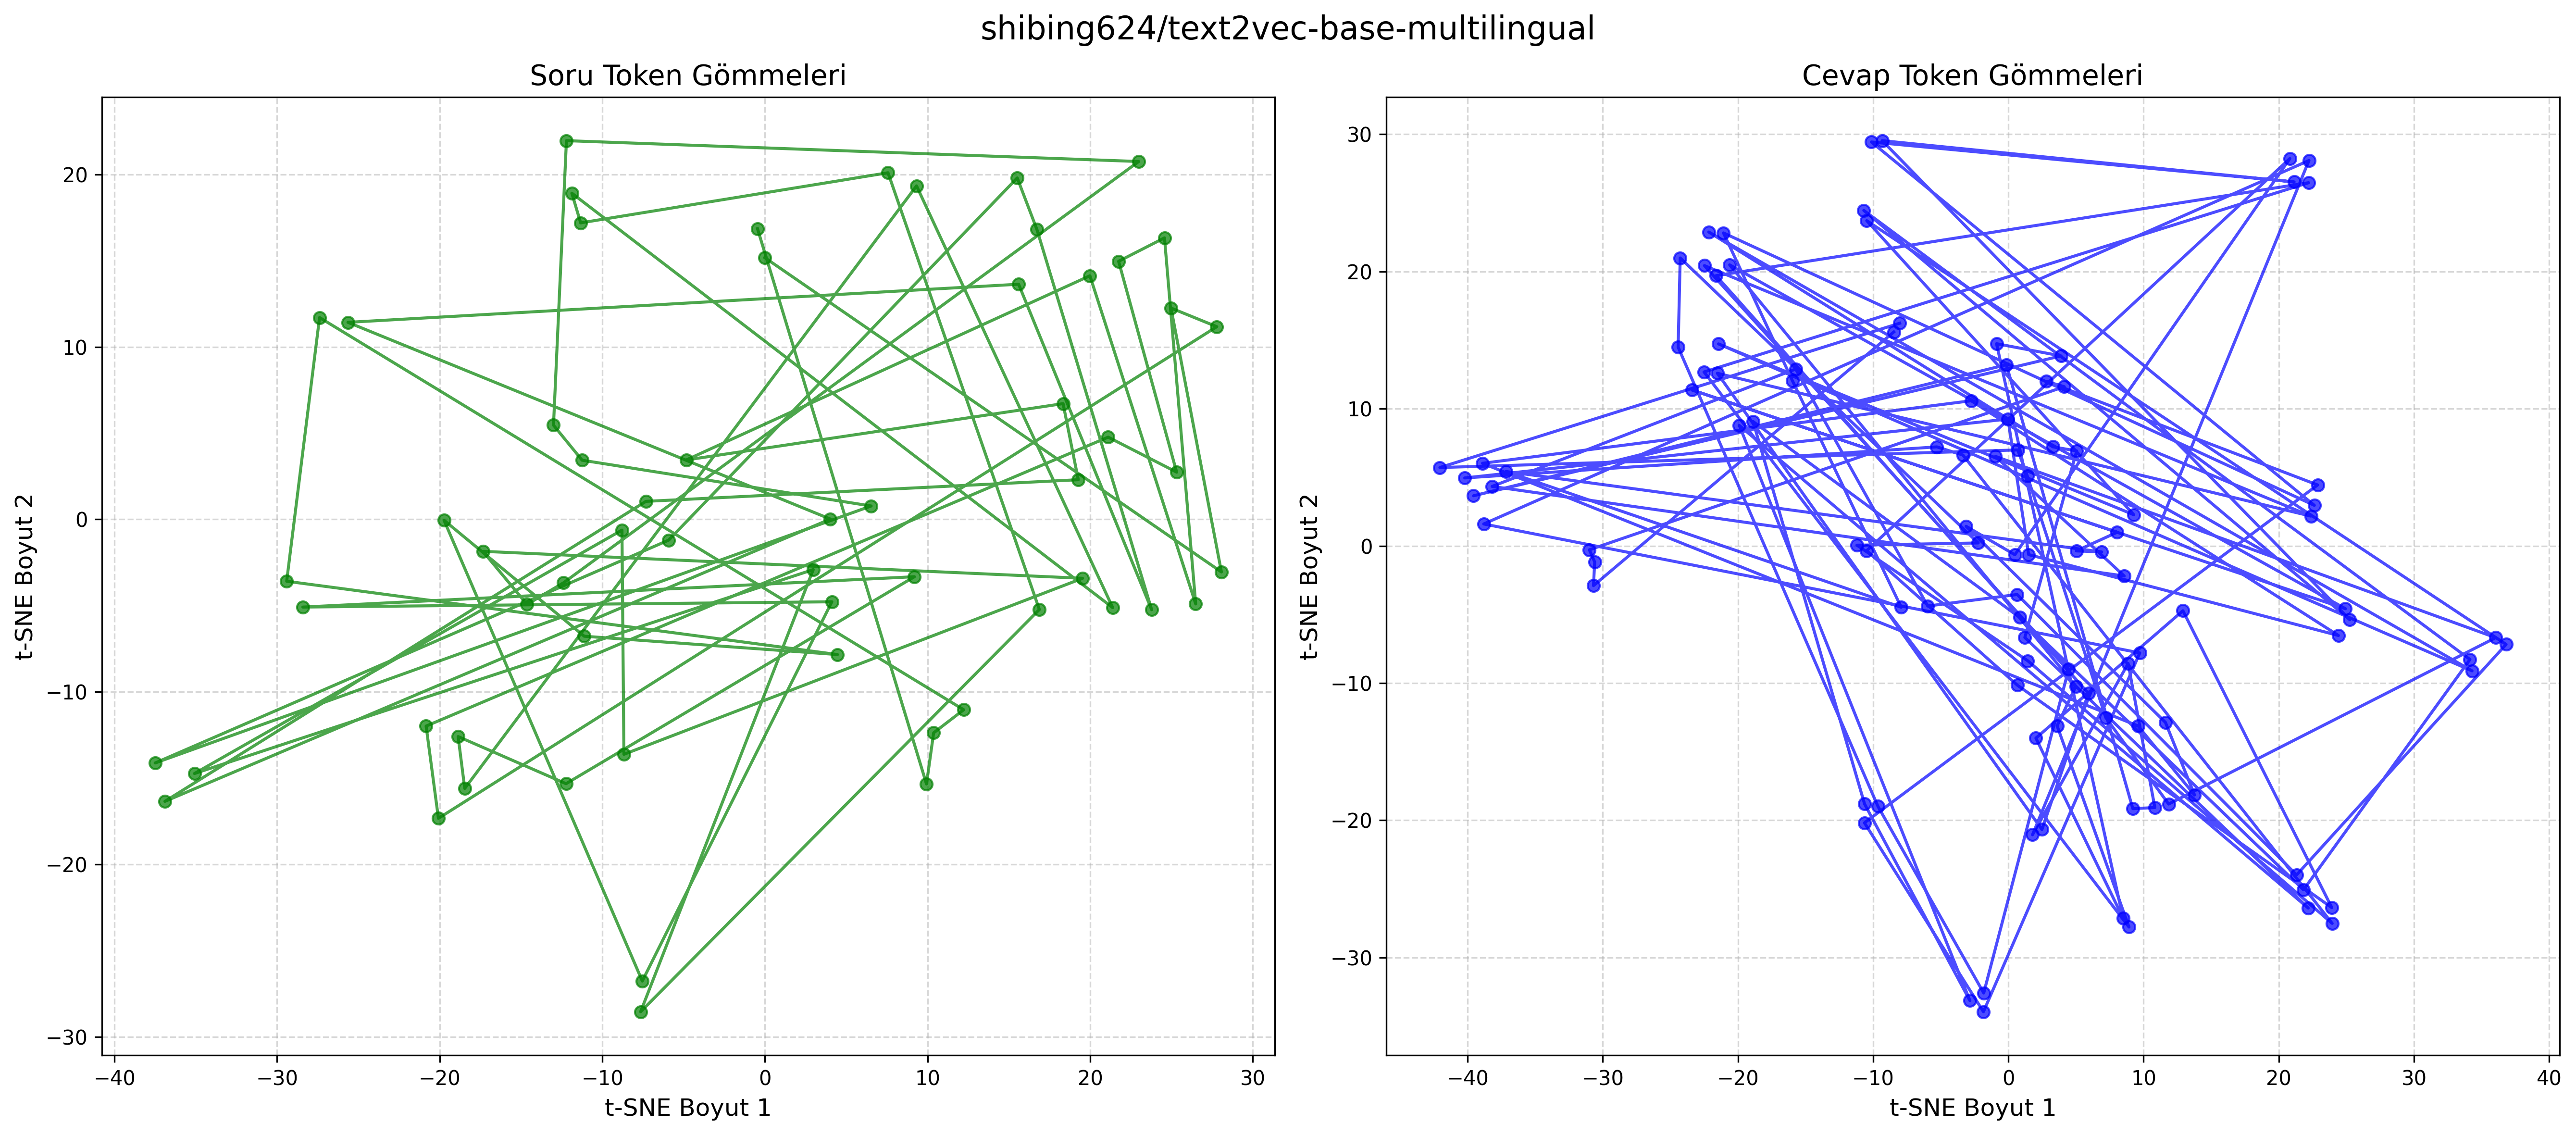 shibing624/text2vec-base-multilingual
Soru Token Gömmeleri
t-SNE Boyut 2
20
10
0
−10
−20
−30
−40 −30 −20 −10 0 10 20 30
t-SNE Boyut 1
Cevap Token Gömmeleri
t-SNE Boyut 2
30
20
10
0
−10
−20
−30
−40 −30 −20 −10 0 10 20 30 40
t-SNE Boyut 1